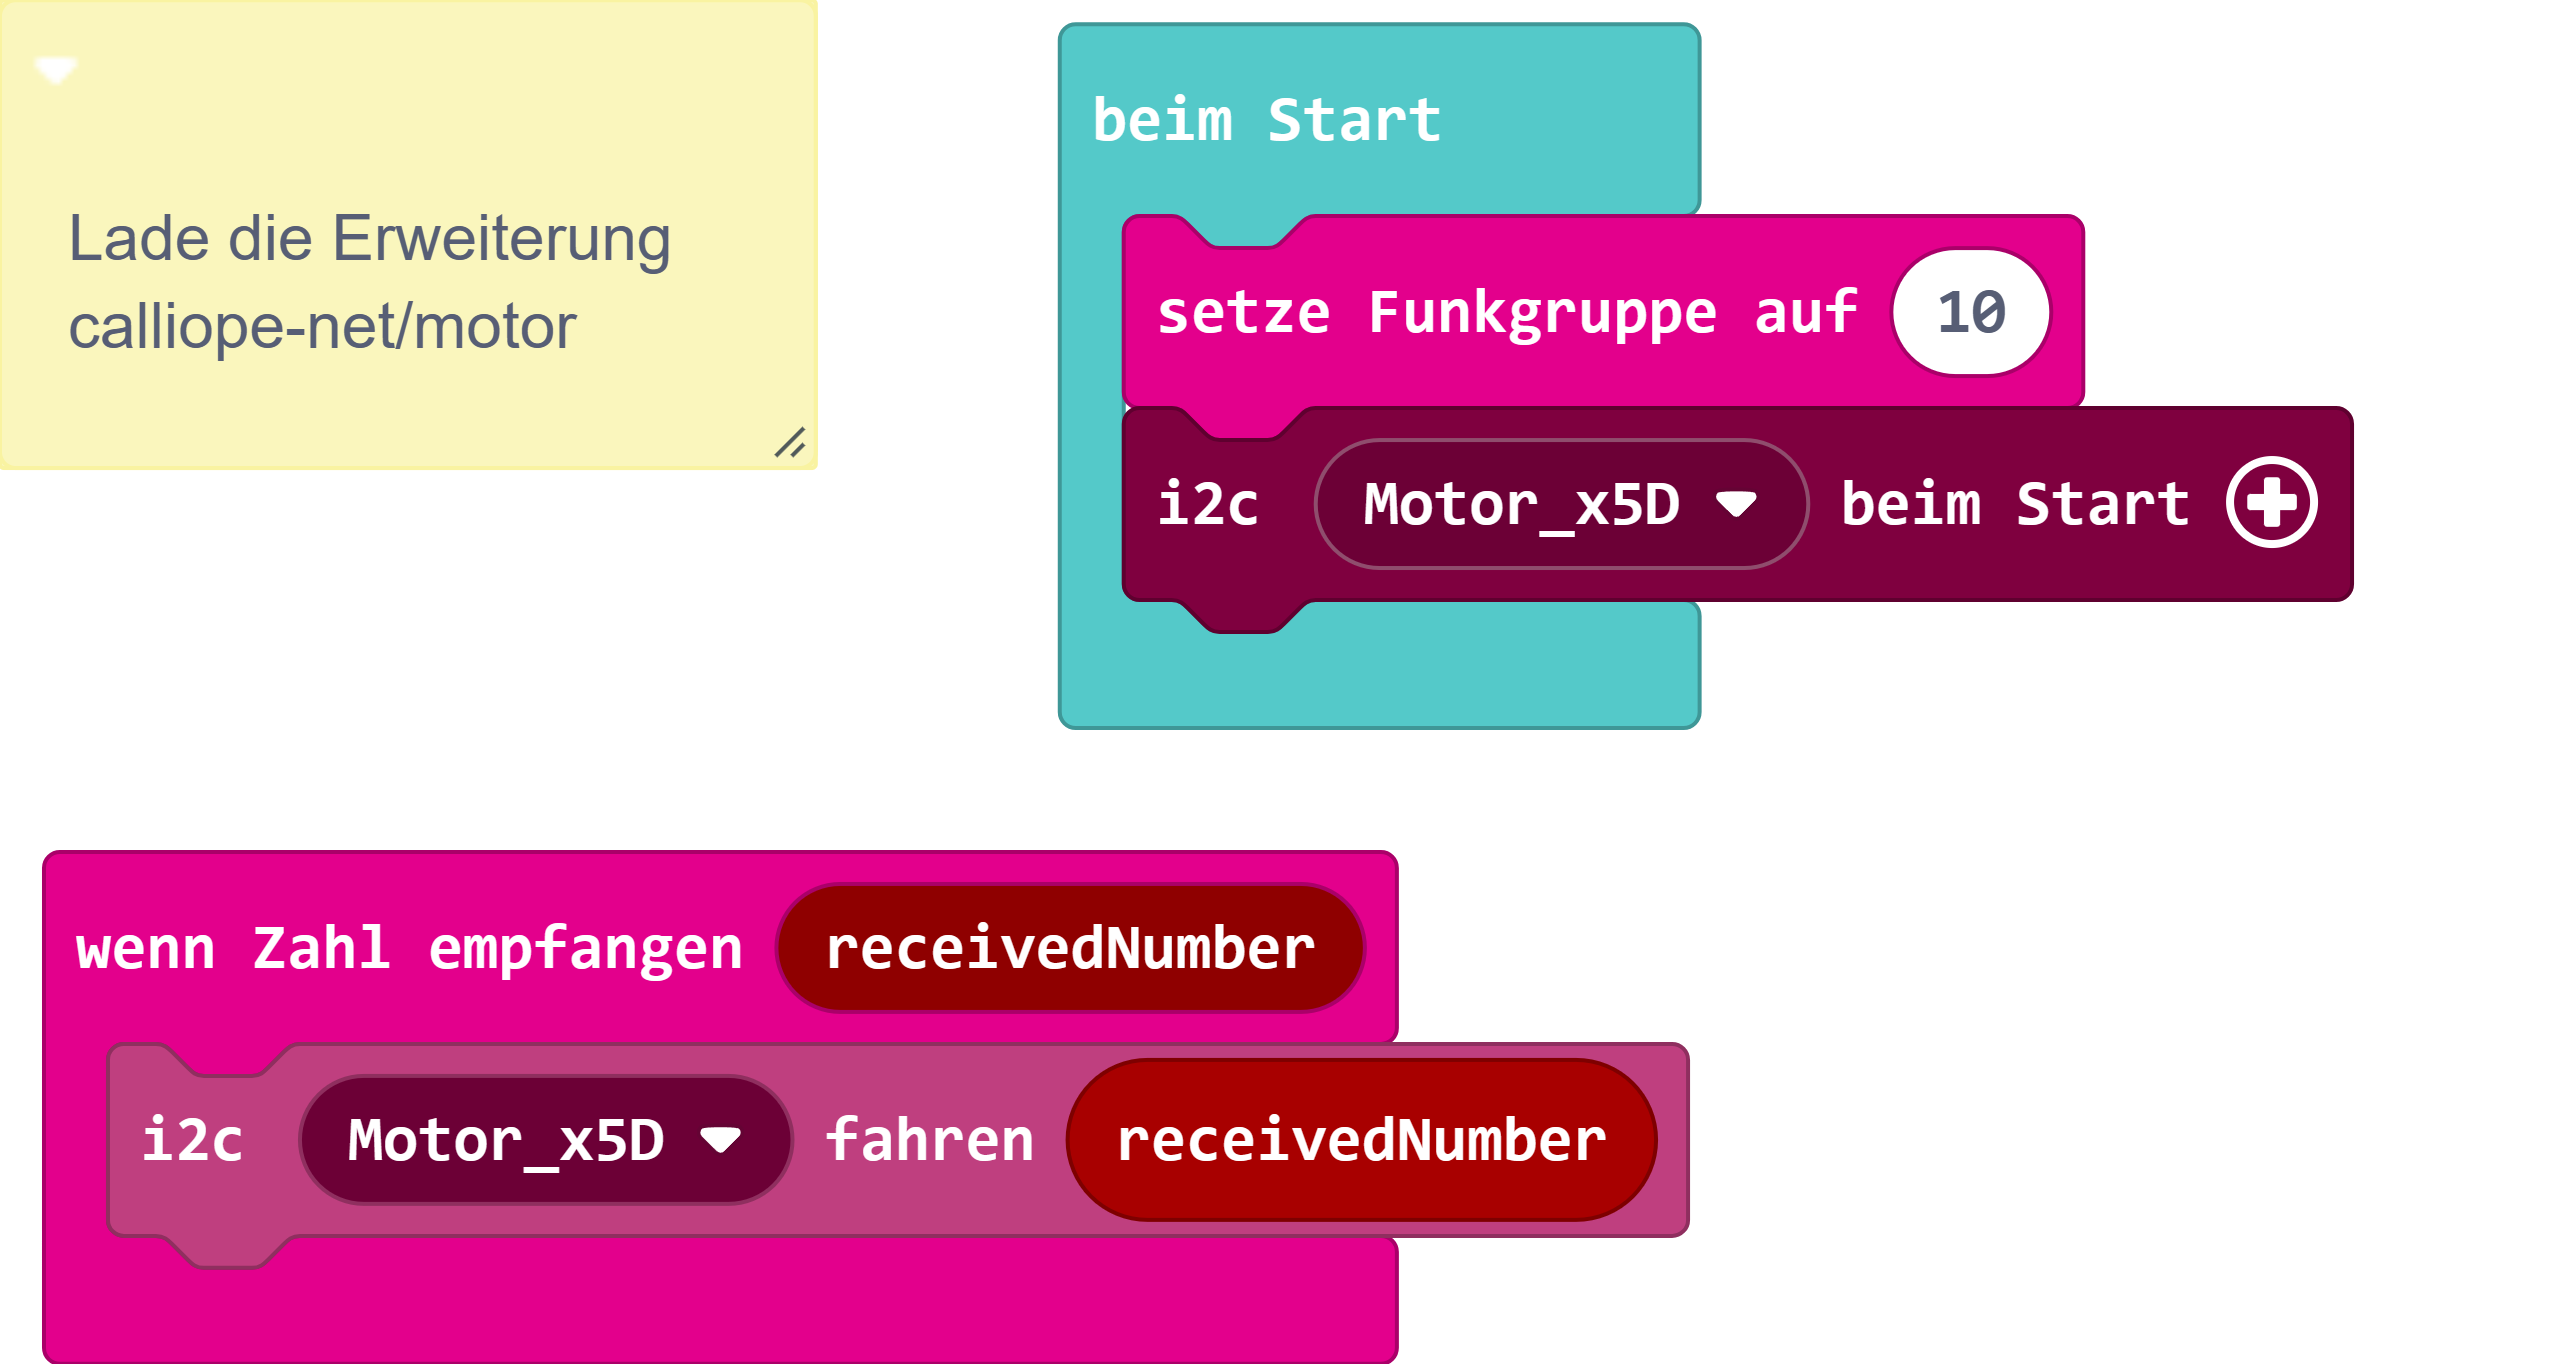 Lade die Erweiterung
calliope-net/motor
beim Start
setze Funkgruppe auf 10
i2c Motor_x5D beim Start
wenn Zahl empfangen receivedNumber
i2c Motor_x5D fahren receivedNumber